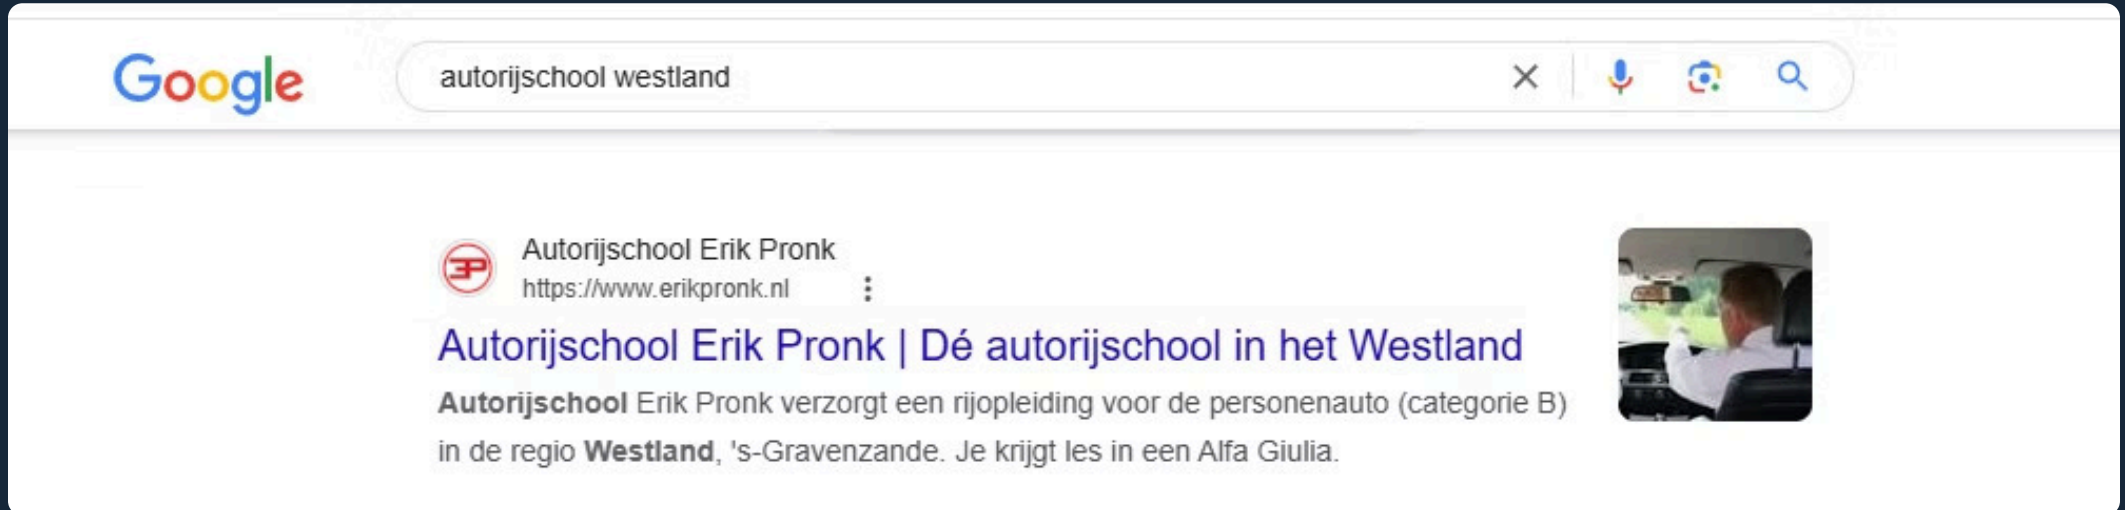 Google
autorijschool westland
EP
Autorijschool Erik Pronk
https://www.erikpronk.nl
Autorijschool Erik Pronk | Dé autorijschool in het Westland
Autorijschool Erik Pronk verzorgt een rijopleiding voor de personenauto (categorie B)
in de regio Westland, 's-Gravenzande. Je krijgt les in een Alfa Giulia.